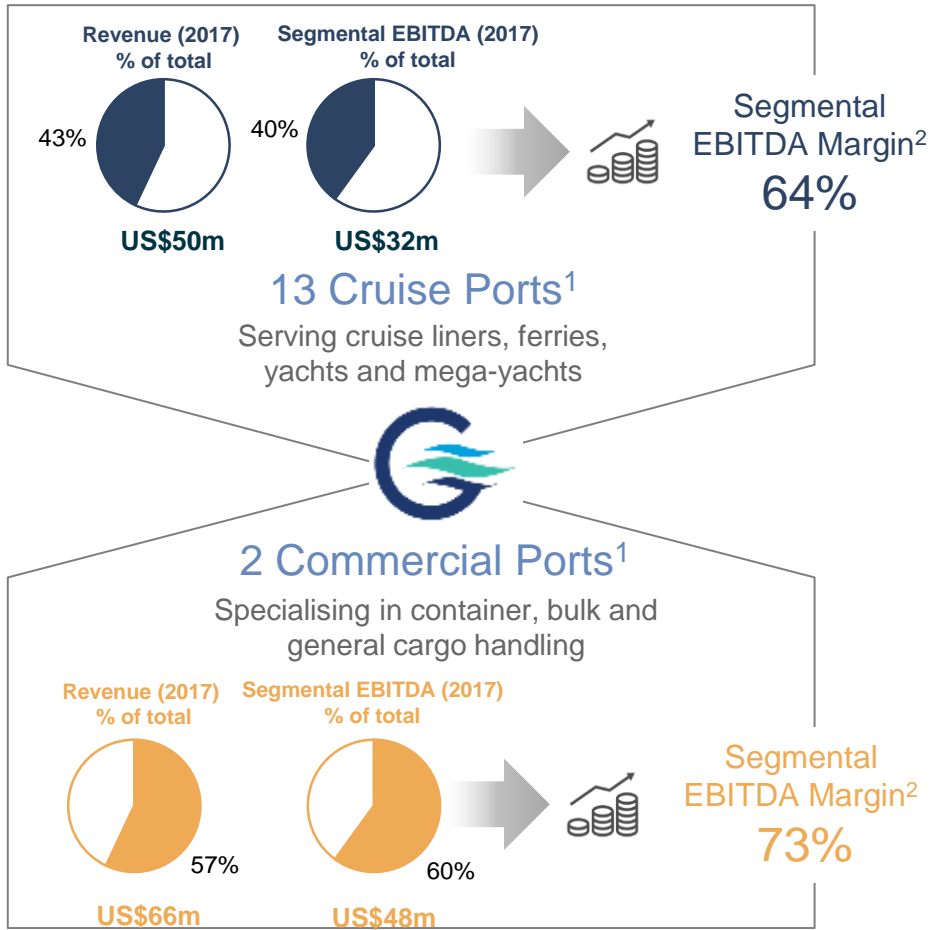 Revenue (2017)
% of total
Segmental EBITDA (2017)
% of total
43%
40%
US$50m
US$32m
Segmental
EBITDA Margin²
64%
13 Cruise Ports¹
Serving cruise liners, ferries,
yachts and mega-yachts
2 Commercial Ports¹
Specialising in container, bulk and
general cargo handling
Revenue (2017)
% of total
Segmental EBITDA (2017)
% of total
57%
60%
US$66m
US$48m
Segmental
EBITDA Margin²
73%